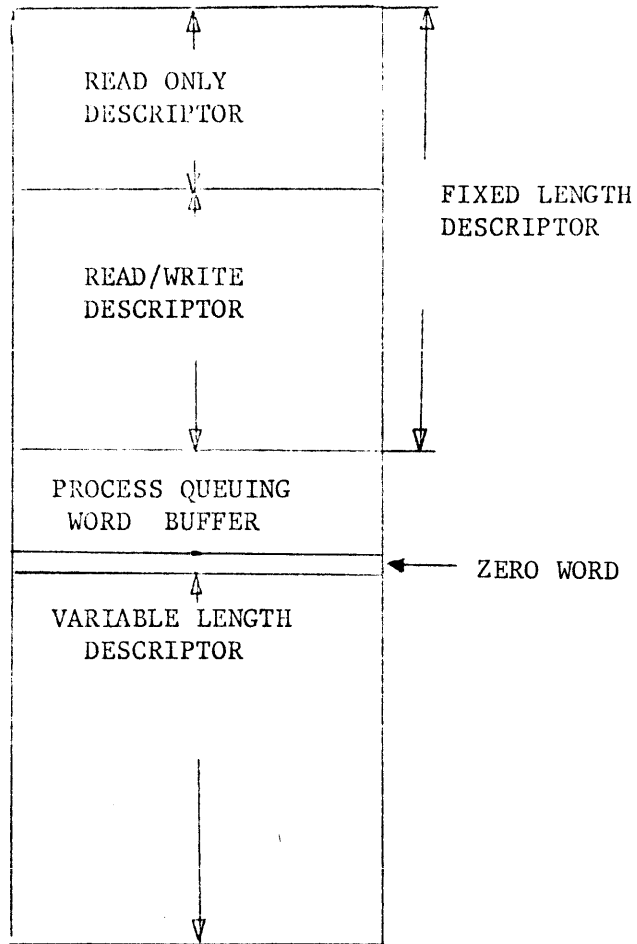 READ ONLY
DESCRIPTOR
FIXED LENGTH
DESCRIPTOR
READ/WRITE
DESCRIPTOR
PROCESS QUEUING
WORD BUFFER
ZERO WORD
VARIABLE LENGTH
DESCRIPTOR